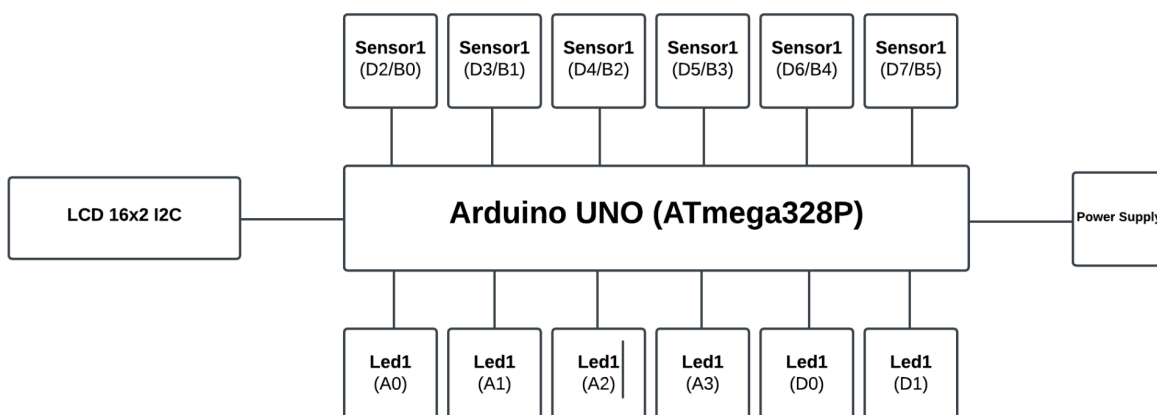 Sensor1
(D2/B0)
Sensor1
(D3/B1)
Sensor1
(D4/B2)
Sensor1
(D5/B3)
Sensor1
(D6/B4)
Sensor1
(D7/B5)
LCD 16x2 I2C
Arduino UNO (ATmega328P)
Power Supply
Led1
(A0)
Led1
(A1)
Led1
(A2)
Led1
(A3)
Led1
(D0)
Led1
(D1)